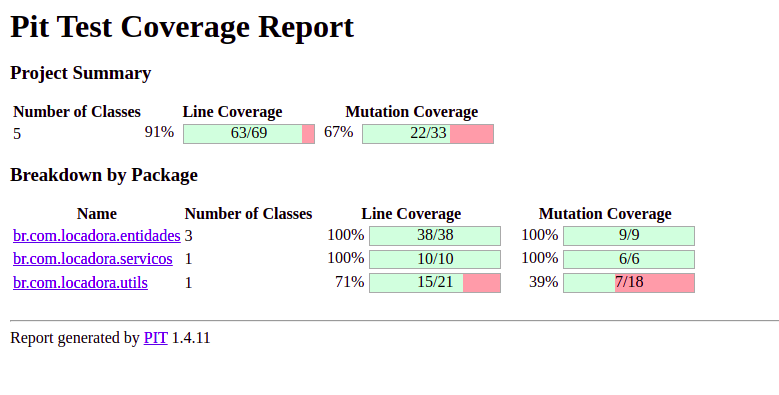 Pit Test Coverage Report
Project Summary
Number of Classes Line Coverage Mutation Coverage
5 91% 63/69 67% 22/33
Breakdown by Package
Name Number of Classes Line Coverage Mutation Coverage
br.com.locadora.entidades 3 100% 38/38 100% 9/9
br.com.locadora.servicos 1 100% 10/10 100% 6/6
br.com.locadora.utils 1 71% 15/21 39% 7/18
Report generated by PIT 1.4.11